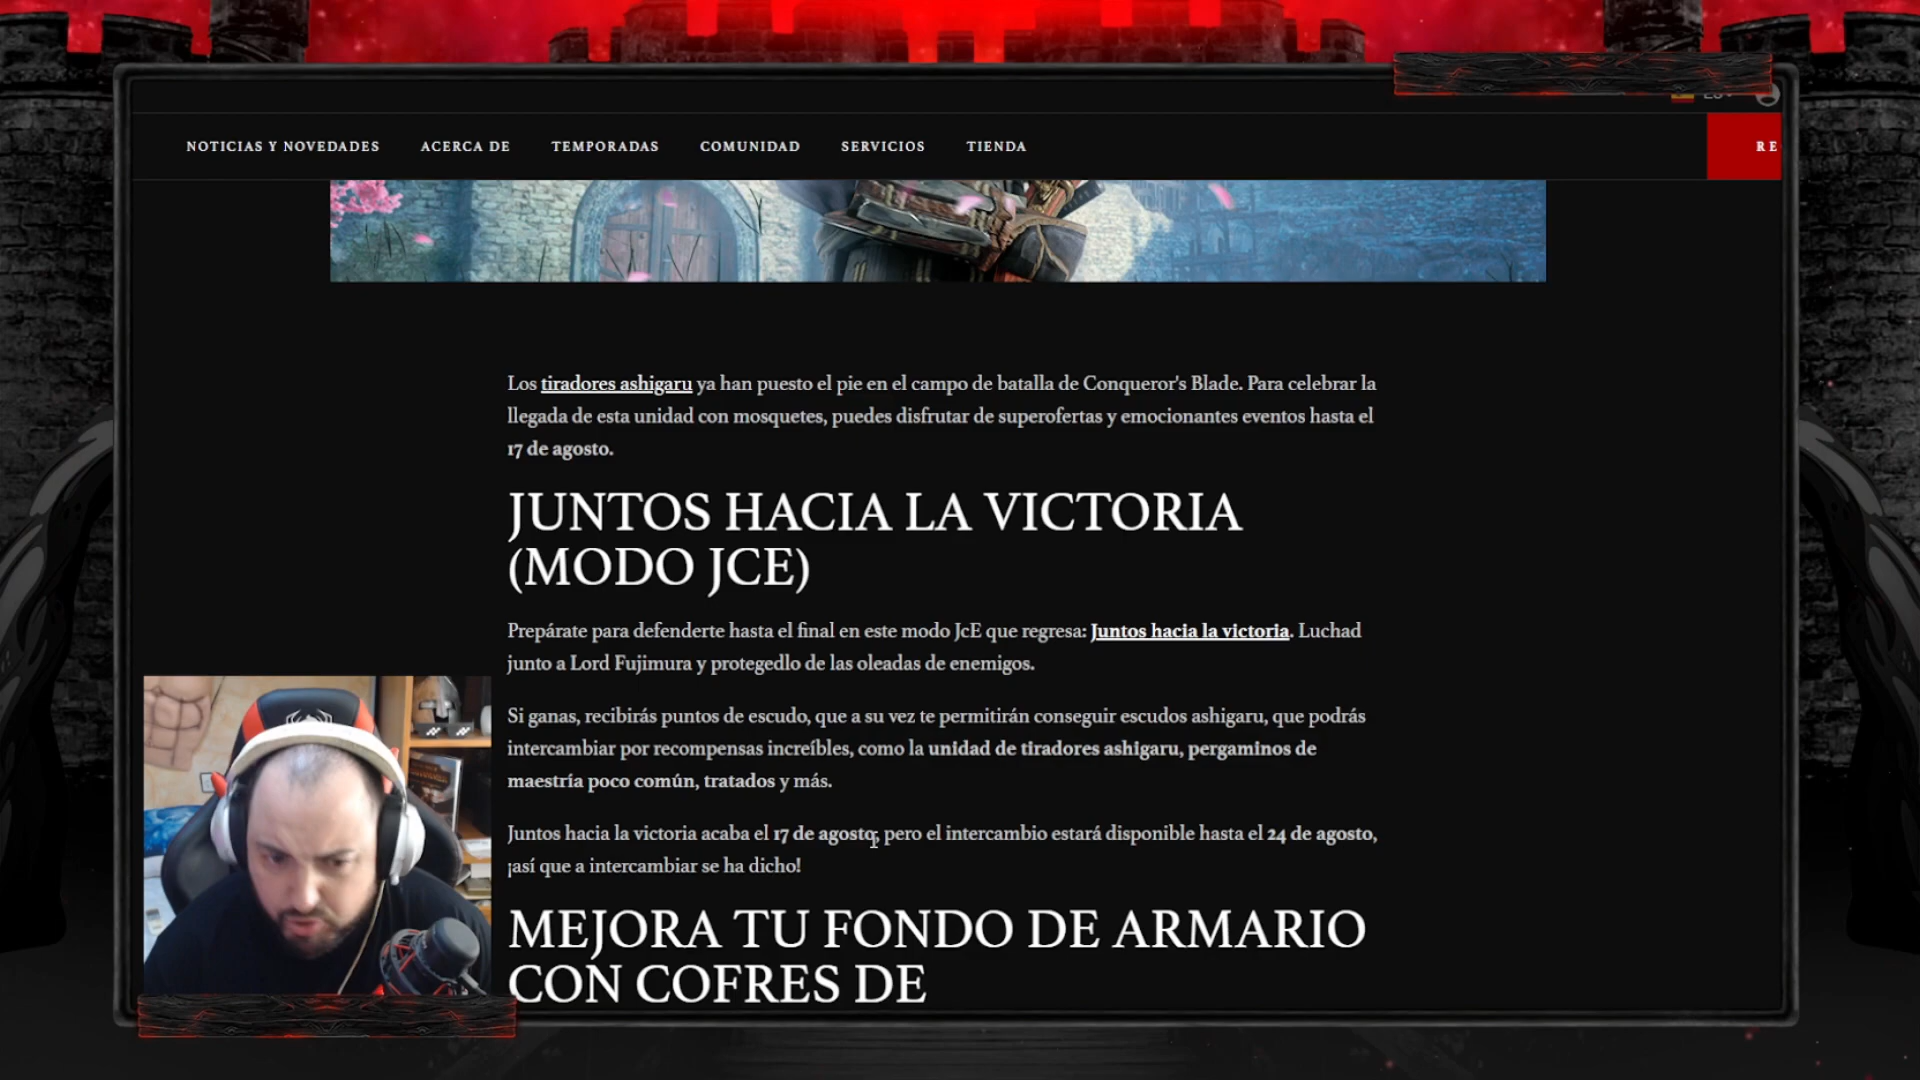 NOTICIAS Y NOVEDADES ACERCA DE TEMPORADAS COMUNIDAD SERVICIOS TIENDA RE
Los tiradores ashigaru ya han puesto el pie en el campo de batalla de Conqueror's Blade. Para celebrar la
llegada de esta unidad con mosquetes, puedes disfrutar de superofertas y emocionantes eventos hasta el
17 de agosto.
JUNTOS HACIA LA VICTORIA
(MODO JCE)
Prepárate para defenderte hasta el final en este modo JcE que regresa: Juntos hacia la victoria. Luchad
junto a Lord Fujimura y protegedlo de las oleadas de enemigos.
Si ganas, recibirás puntos de escudo, que a su vez te permitirán conseguir escudos ashigaru, que podrás
intercambiar por recompensas increíbles, como la unidad de tiradores ashigaru, pergaminos de
maestría poco común, tratados y más.
Juntos hacia la victoria acaba el 17 de agosto, pero el intercambio estará disponible hasta el 24 de agosto,
¡así que a intercambiar se ha dicho!
MEJORA TU FONDO DE ARMARIO
CON COFRES DE